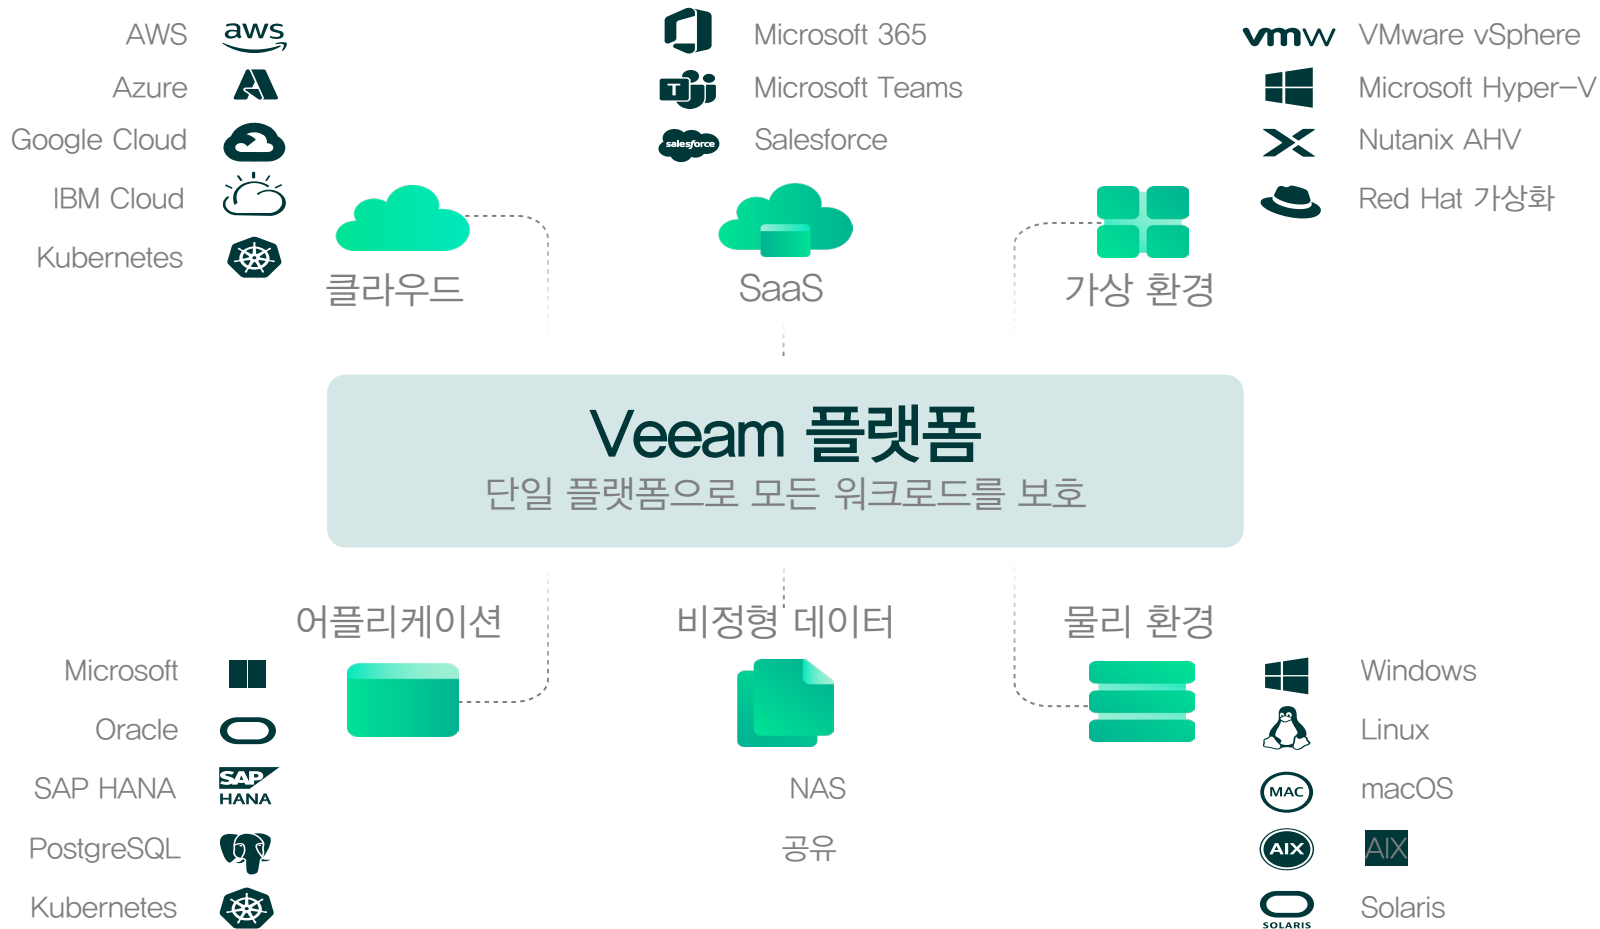 AWS
aws
Azure
Google Cloud
IBM Cloud
Kubernetes
클라우드
Microsoft 365
Microsoft Teams
T
Salesforce
salesforce
SaaS
vmw
VMware vSphere
Microsoft Hyper-V
Nutanix AHV
Red Hat 가상화
가상 환경
Veeam 플랫폼
단일 플랫폼으로 모든 워크로드를 보호
어플리케이션
Microsoft
Oracle
SAP HANA
SAP
HANA
PostgreSQL
Kubernetes
비정형 데이터
NAS
공유
물리 환경
Windows
Linux
MAC
macOS
AIX
AIX
SOLARIS
Solaris